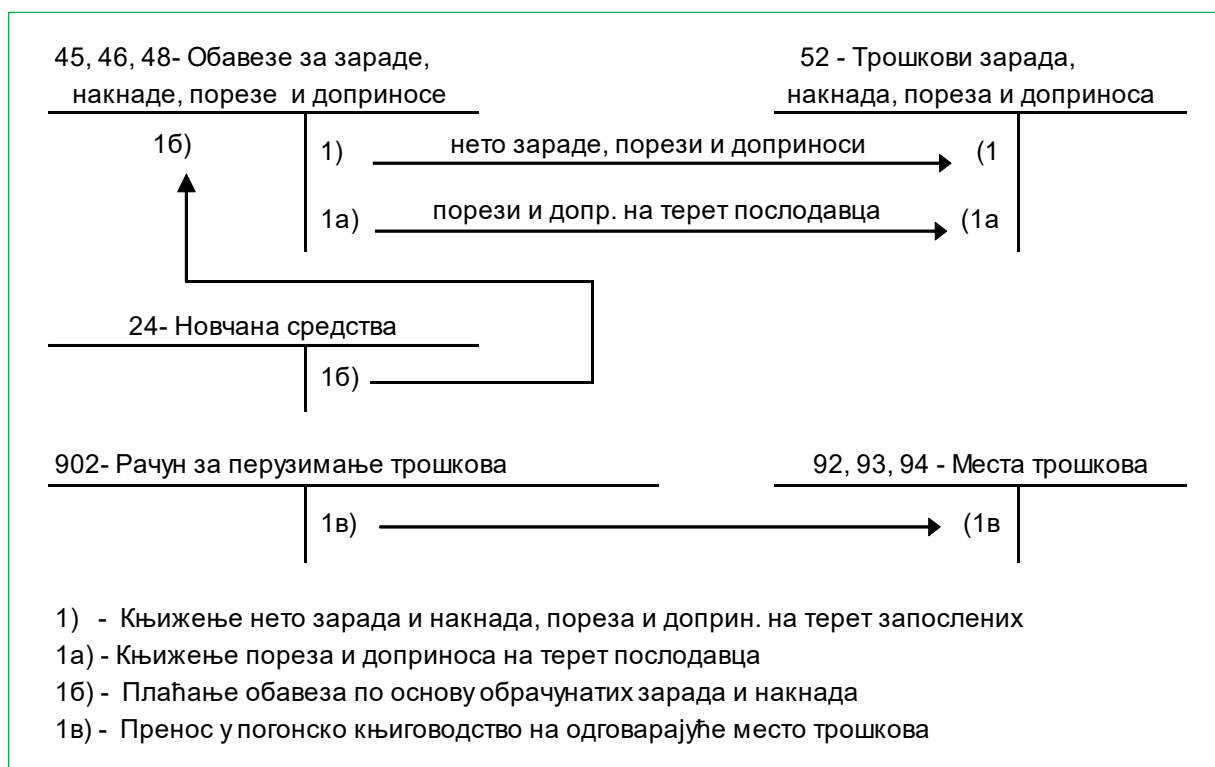 45, 46, 48- Обавезе за зараде,
накнаде, порезе и доприносе
52 - Трошкови зарада,
накнада, пореза и доприноса
1б)
1)
нето зараде, порези и доприноси
(1
1а)
порези и допр. на терет послодавца
(1а
24- Новчана средства
1б)
902- Рачун за перузимање трошкова
92, 93, 94 - Места трошкова
1в)
(1в
1) - Књижење нето зарада и накнада, пореза и доприн. на терет запослених
1а) - Књижење пореза и доприноса на терет послодавца
1б) - Плаћање обавеза по основу обрачунатих зарада и накнада
1в) - Пренос у погонско књиговодство на одговарајуће место трошкова